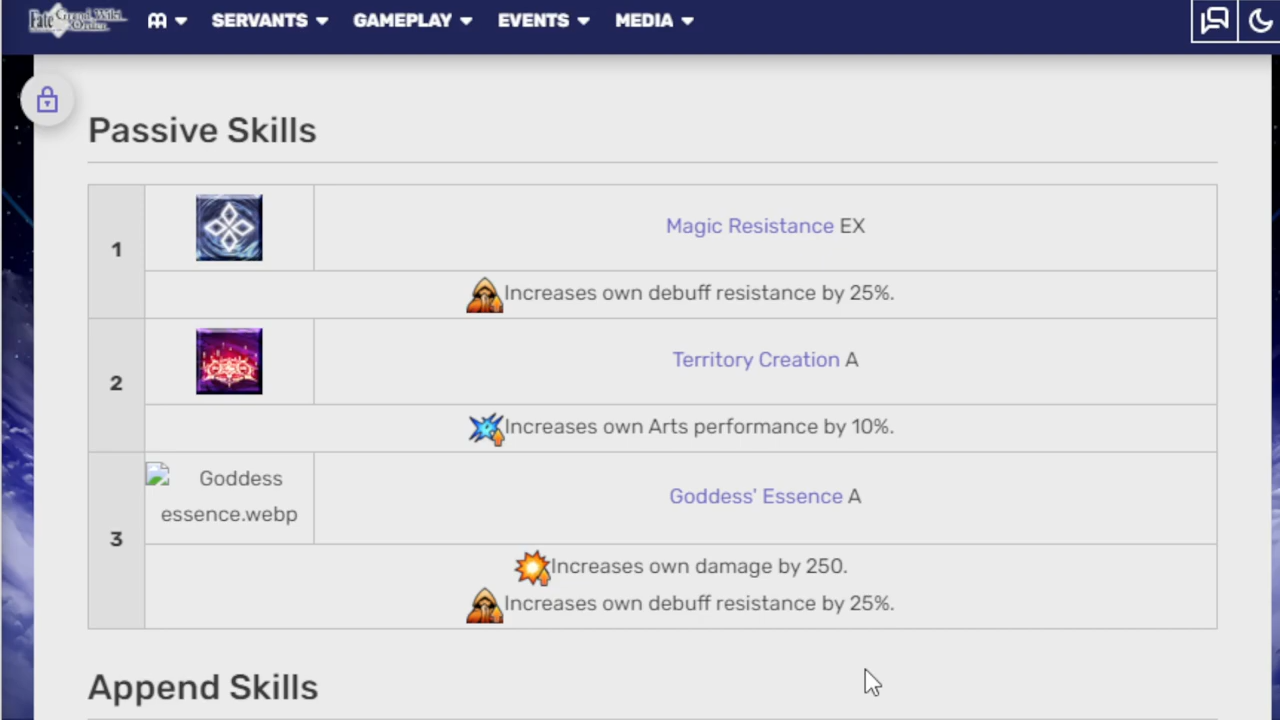 Fate Grand Order Wiki
SERVANTS GAMEPLAY EVENTS MEDIA
Passive Skills
1
Magic Resistance EX
Increases own debuff resistance by 25%.
2
Territory Creation A
Increases own Arts performance by 10%.
3
Goddess
essence.webp
Goddess' Essence A
Increases own damage by 250.
Increases own debuff resistance by 25%.
Append Skills